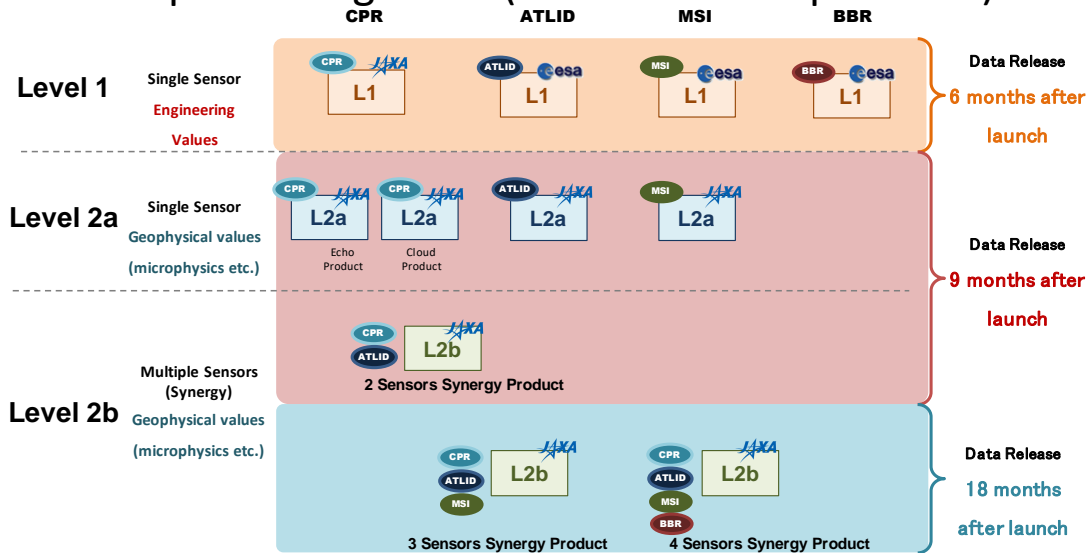 CPR ATLID MSI BBR
Level 1
Single Sensor
Engineering
Values
CPR JAXA
L1
ATLID esa
L1
MSI esa
L1
BBR esa
L1
Data Release
6 months after
launch
Level 2a
Single Sensor
Geophysical values
(microphysics etc.)
CPR JAXA
L2a
Echo
Product
CPR JAXA
L2a
Cloud
Product
ATLID JAXA
L2a
MSI JAXA
L2a
Data Release
9 months after
launch
Level 2b
Multiple Sensors
(Synergy)
Geophysical values
(microphysics etc.)
CPR
ATLID
JAXA
L2b
2 Sensors Synergy Product
CPR
ATLID
MSI
JAXA
L2b
3 Sensors Synergy Product
CPR
ATLID
MSI
BBR
JAXA
L2b
4 Sensors Synergy Product
Data Release
18 months
after launch